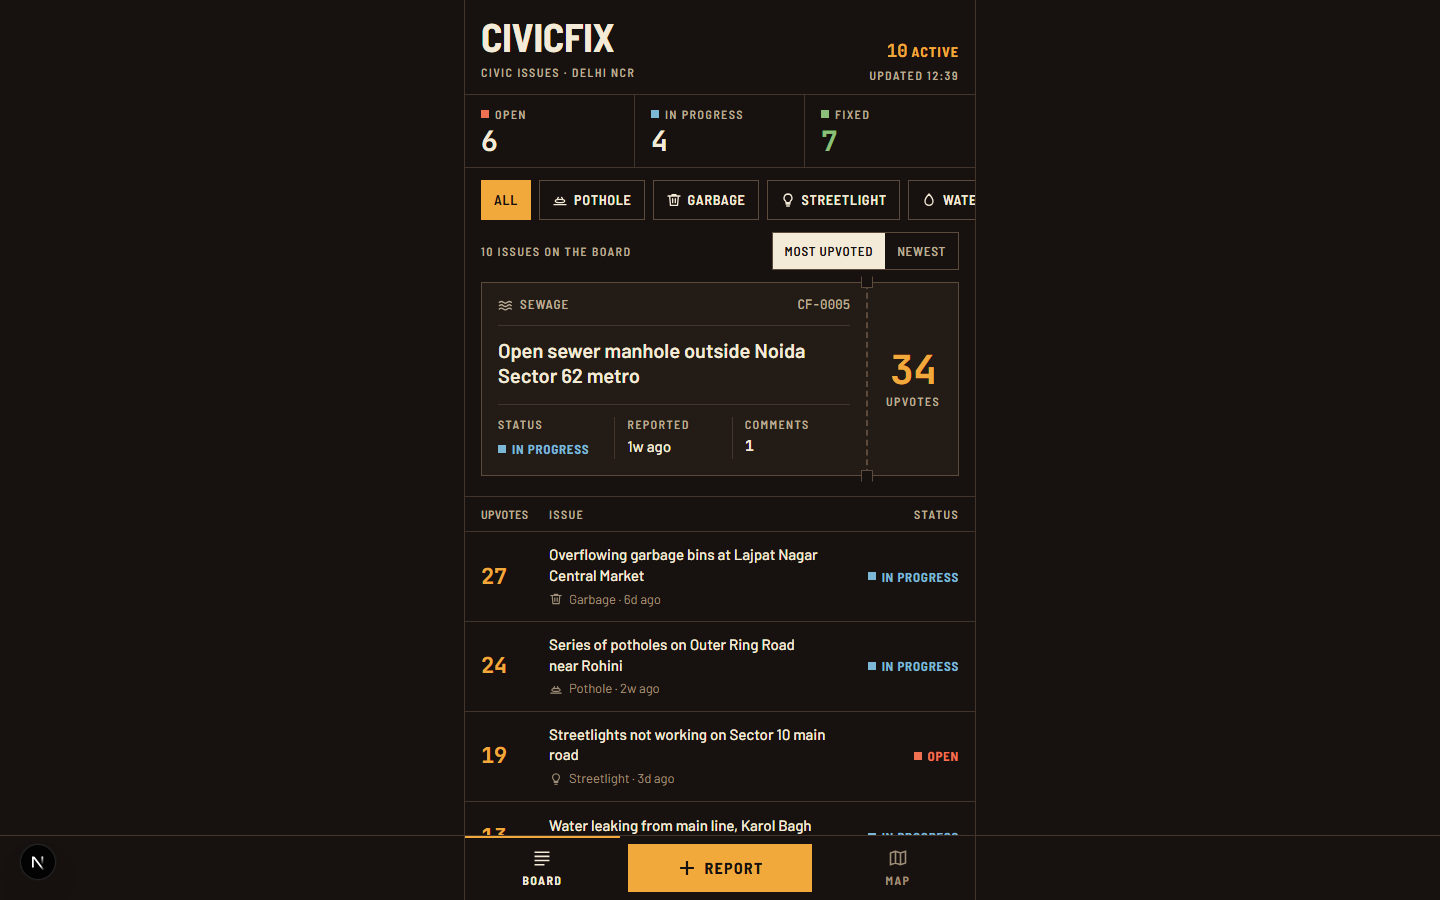 CIVICFIX
CIVIC ISSUES · DELHI NCR
10 ACTIVE
UPDATED 12:39
OPEN
6
IN PROGRESS
4
FIXED
7
ALL
POTHOLE
GARBAGE
STREETLIGHT
WATE
10 ISSUES ON THE BOARD
MOST UPVOTED
NEWEST
SEWAGE
CF-0005
Open sewer manhole outside Noida
Sector 62 metro
34
UPVOTES
STATUS
IN PROGRESS
REPORTED
1w ago
COMMENTS
1
UPVOTES
ISSUE
STATUS
27
Overflowing garbage bins at Lajpat Nagar
Central Market
Garbage · 6d ago
IN PROGRESS
24
Series of potholes on Outer Ring Road
near Rohini
Pothole · 2w ago
IN PROGRESS
19
Streetlights not working on Sector 10 main
road
Streetlight · 3d ago
OPEN
13
Water leaking from main line, Karol Bagh
IN PROGRESS
N
BOARD
REPORT
MAP